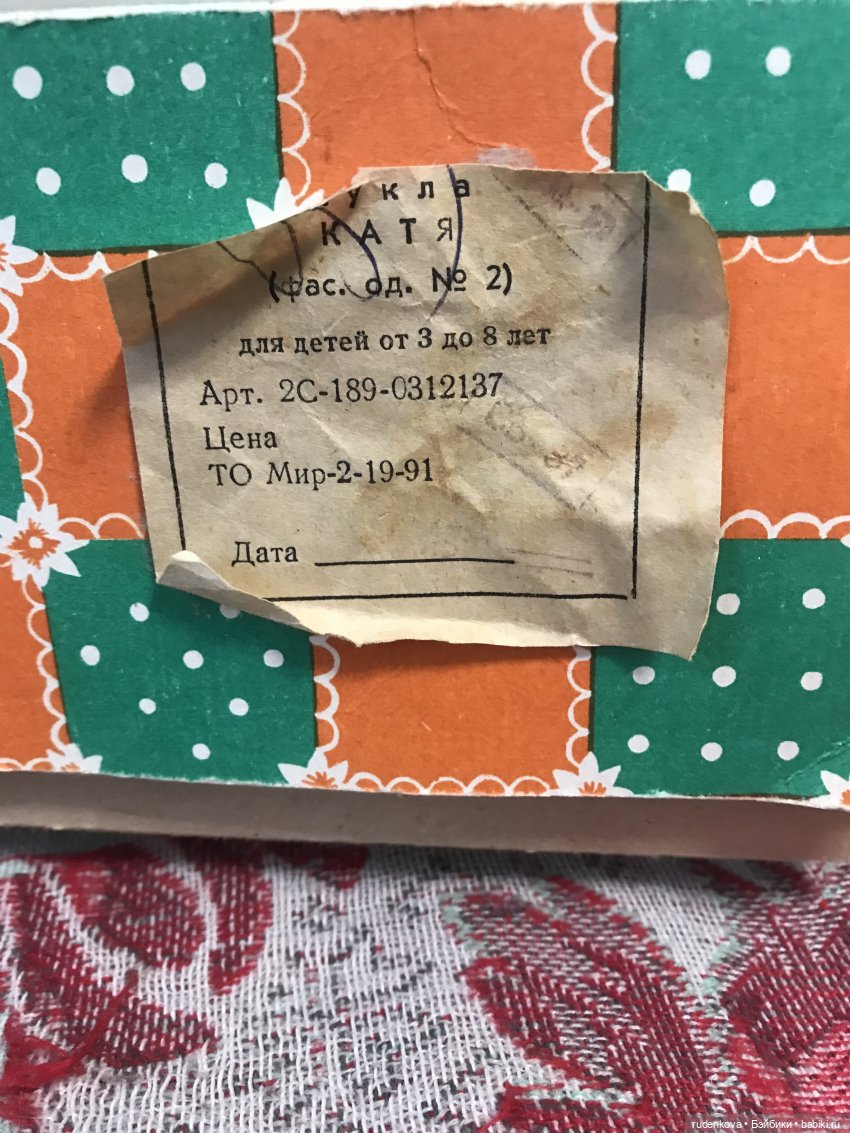 кукла
КАТЯ
(фас. од. № 2)
для детей от 3 до 8 лет
Арт. 2С-189-0312137
Цена
ТО Мир-2-19-91
Дата
rudenkova • Бэйбики • babiki.ru